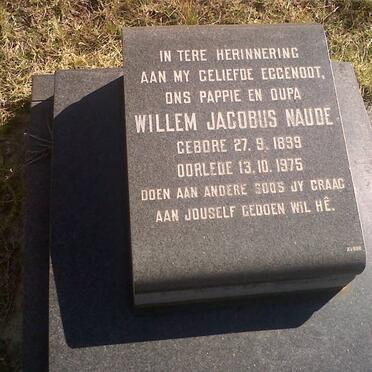 IN TERE HERINNERING
AAN MY GELIEFDE EGGENOOT,
ONS PAPPIE EN OUPA
WILLEM JACOBUS NAUDE
GEBORE 27. 9. 1899
OORLEDE 13. 10. 1975
DOEN AAN ANDERE SOOS JY GRAAG
AAN JOUSELF GEDOEN WIL HÊ.